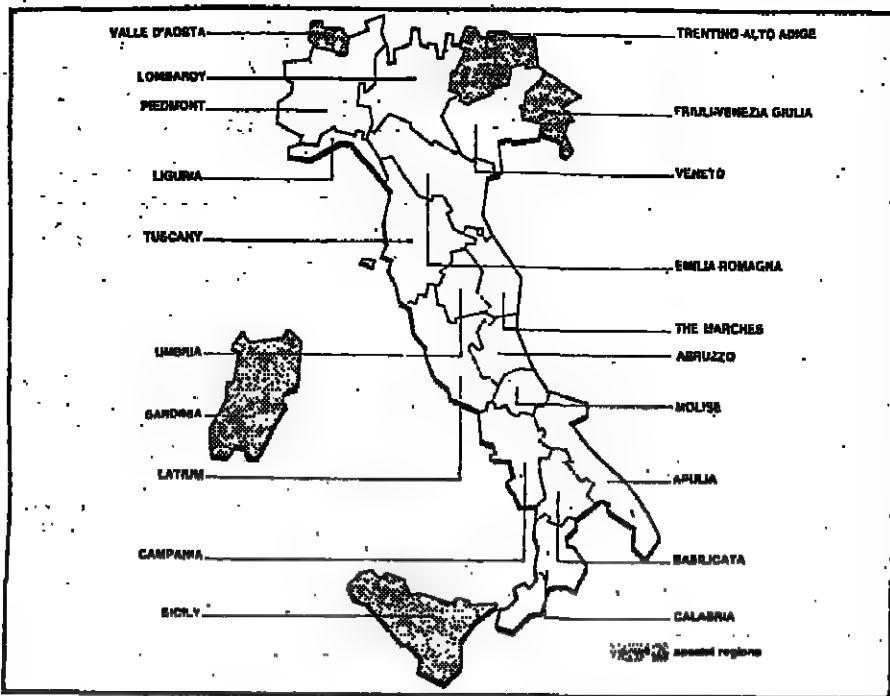 VALLE D'AOSTA
LOMBARDY
PIEDMONT
LIGURIA
TUSCANY
UMBRIA
SARDINIA
LATIUM
CAMPANIA
SICILY
TRENTINO-ALTO ADIGE
FRIULI-VENEZIA GIULIA
VENETO
EMILIA-ROMAGNA
THE MARCHES
ABRUZZO
MOLISE
APULIA
BASILICATA
CALABRIA
special regions